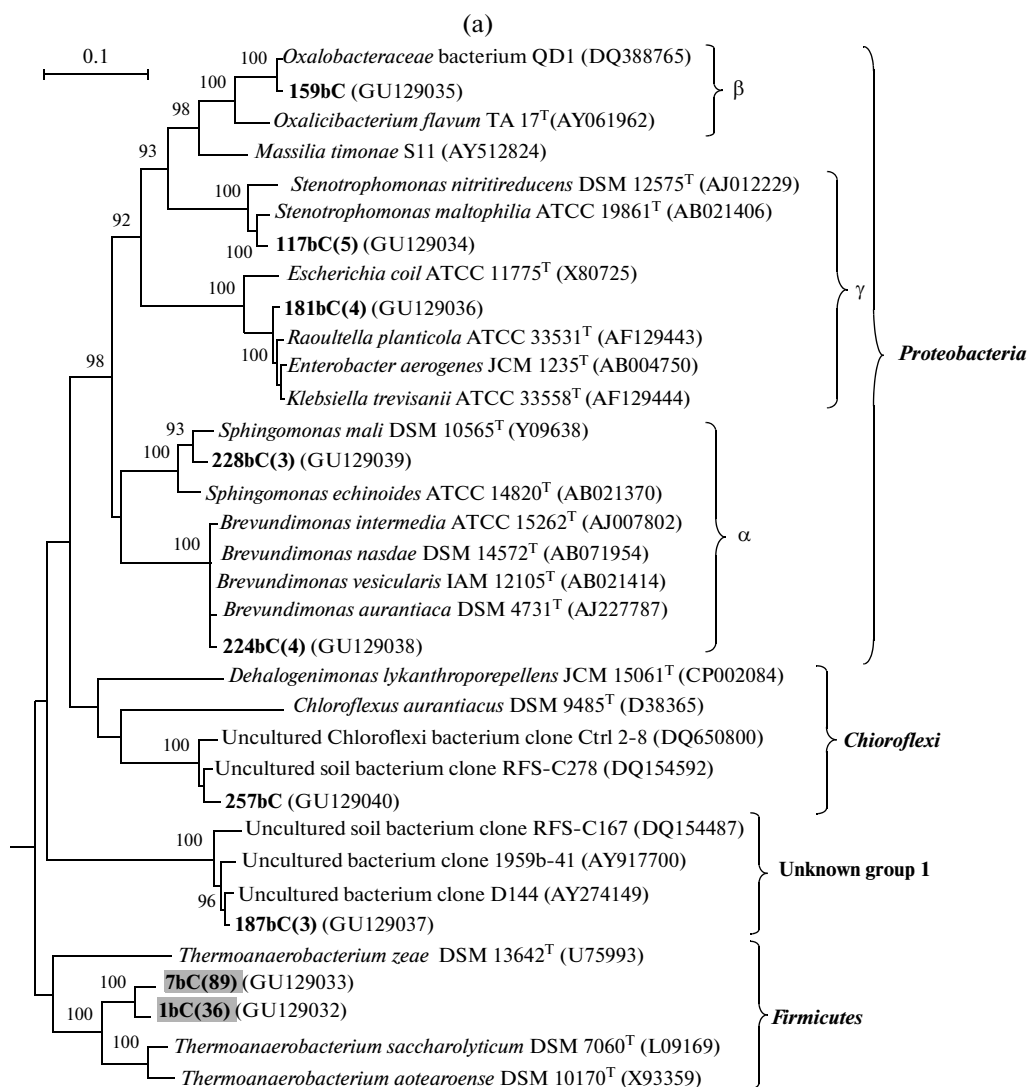 (a)
0.1
100
Oxalobacteraceae bacterium QD1 (DQ388765)
100
159bC (GU129035)
β
98
Oxalicibacterium flavum TA 17T(AY061962)
93
Massilia timonae S11 (AY512824)
100
Stenotrophomonas nitritireducens DSM 12575T (AJ012229)
92
Stenotrophomonas maltophilia ATCC 19861T (AB021406)
100
117bC(5) (GU129034)
100
Escherichia coil ATCC 11775T (X80725)
γ
181bC(4) (GU129036)
Raoultella planticola ATCC 33531T (AF129443)
100
98
Enterobacter aerogenes JCM 1235T (AB004750)
Proteobacteria
Klebsiella trevisanii ATCC 33558T (AF129444)
93
Sphingomonas mali DSM 10565T (Y09638)
100
228bC(3) (GU129039)
Sphingomonas echinoides ATCC 14820T (AB021370)
Brevundimonas intermedia ATCC 15262T (AJ007802)
α
100
Brevundimonas nasdae DSM 14572T (AB071954)
Brevundimonas vesicularis IAM 12105T (AB021414)
Brevundimonas aurantiaca DSM 4731T (AJ227787)
224bC(4) (GU129038)
Dehalogenimonas lykanthroporepellens JCM 15061T (CP002084)
Chloroflexus aurantiacus DSM 9485T (D38365)
100
Uncultured Chloroflexi bacterium clone Ctrl 2-8 (DQ650800)
Chioroflexi
Uncultured soil bacterium clone RFS-C278 (DQ154592)
257bC (GU129040)
100
Uncultured soil bacterium clone RFS-C167 (DQ154487)
Uncultured bacterium clone 1959b-41 (AY917700)
Unknown group 1
96
Uncultured bacterium clone D144 (AY274149)
187bC(3) (GU129037)
Thermoanaerobacterium zeae DSM 13642T (U75993)
100
7bC(89) (GU129033)
100
1bC(36) (GU129032)
Firmicutes
100
Thermoanaerobacterium saccharolyticum DSM 7060T (L09169)
Thermoanaerobacterium aotearoense DSM 10170T (X93359)